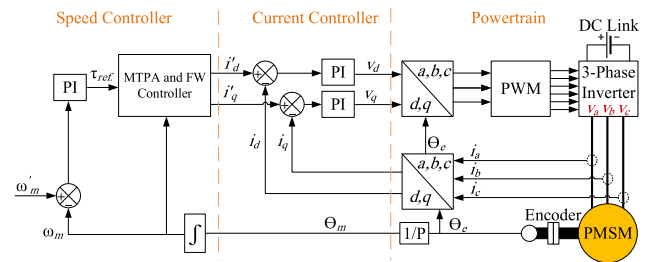 Speed Controller
Current Controller
Powertrain
DC Link
+ −
PI
τref.
MTPA and FW
Controller
i'd
i'q
+
−
+
−
PI
PI
vd
vq
a,b,c
d,q
PWM
3-Phase
Inverter
Va Vb Vc
id
iq
Θe
a,b,c
d,q
ia
ib
ic
ω'm
+
−
ωm
∫
Θm
1/P
Θe
Encoder
PMSM